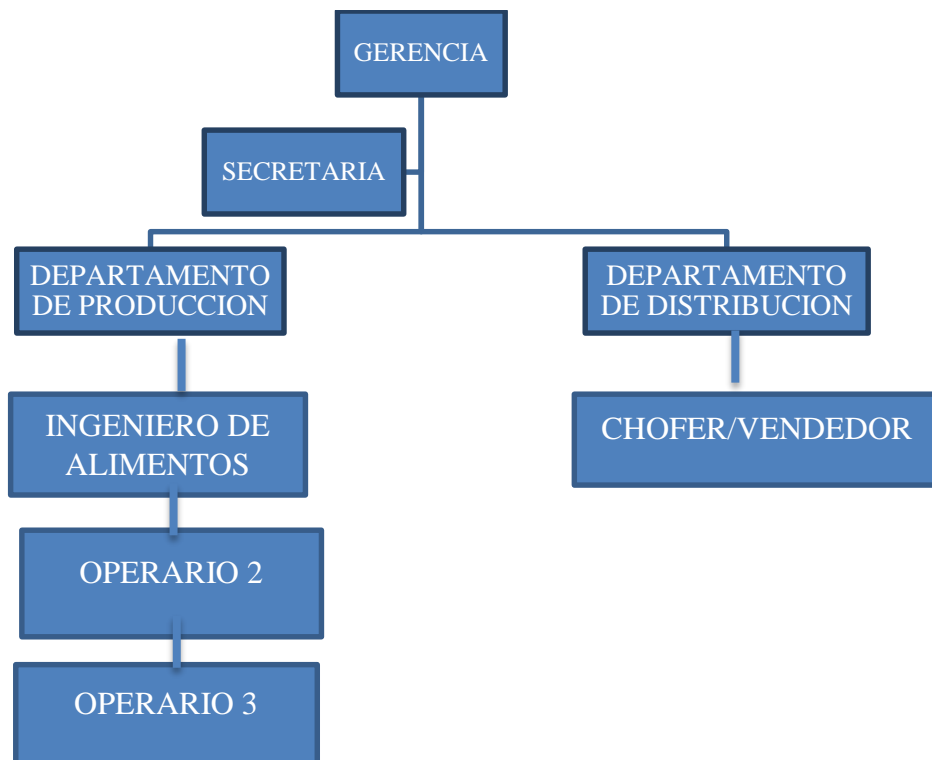 GERENCIA
SECRETARIA
DEPARTAMENTO
DE PRODUCCION
DEPARTAMENTO
DE DISTRIBUCION
INGENIERO DE
ALIMENTOS
CHOFER/VENDEDOR
OPERARIO 2
OPERARIO 3